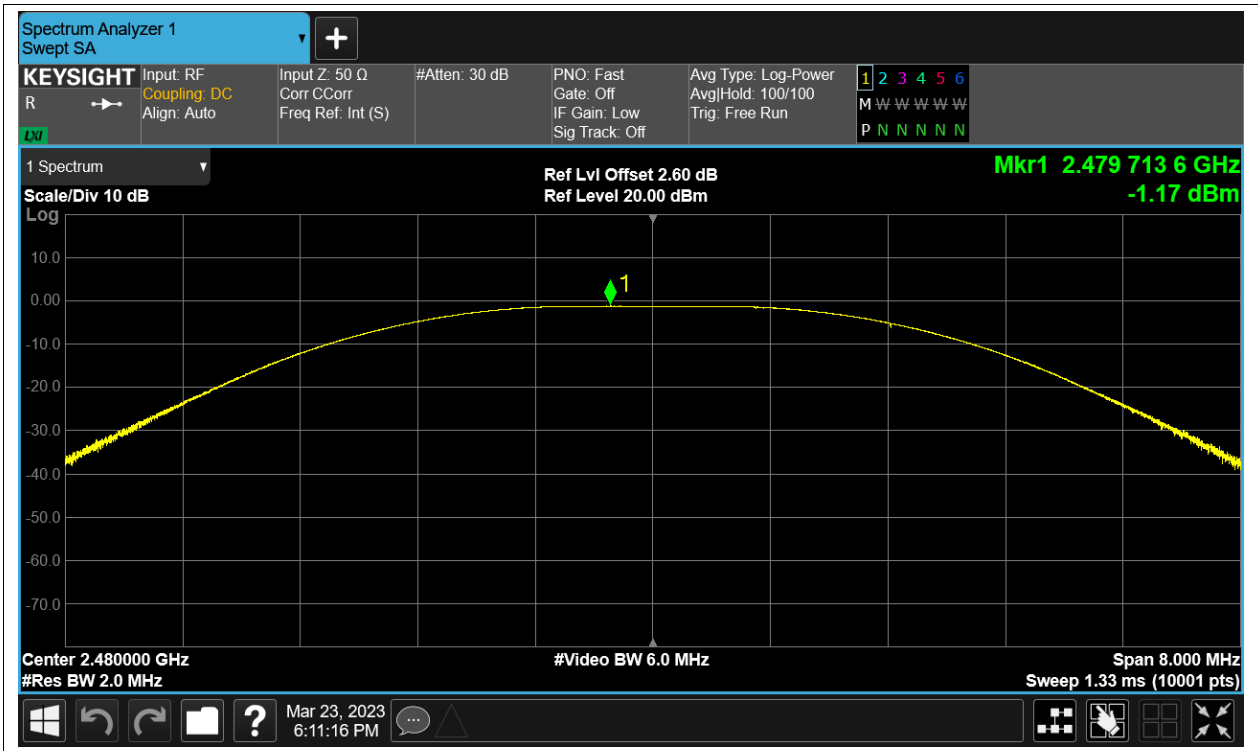 Spectrum Analyzer 1
Swept SA
KEYSIGHT
R
LXI
Input: RF
Coupling: DC
Align: Auto
Input Z: 50 Ω
Corr CCorr
Freq Ref: Int (S)
#Atten: 30 dB
PNO: Fast
Gate: Off
IF Gain: Low
Sig Track: Off
Avg Type: Log-Power
Avg|Hold: 100/100
Trig: Free Run
1 2 3 4 5 6
M W W W W W
P N N N N N
1 Spectrum
Scale/Div 10 dB
Log
Ref Lvl Offset 2.60 dB
Ref Level 20.00 dBm
Mkr1 2.479 713 6 GHz
-1.17 dBm
10.0
0.00
-10.0
-20.0
-30.0
-40.0
-50.0
-60.0
-70.0
1
Center 2.480000 GHz
#Res BW 2.0 MHz
#Video BW 6.0 MHz
Span 8.000 MHz
Sweep 1.33 ms (10001 pts)
?
Mar 23, 2023
6:11:16 PM